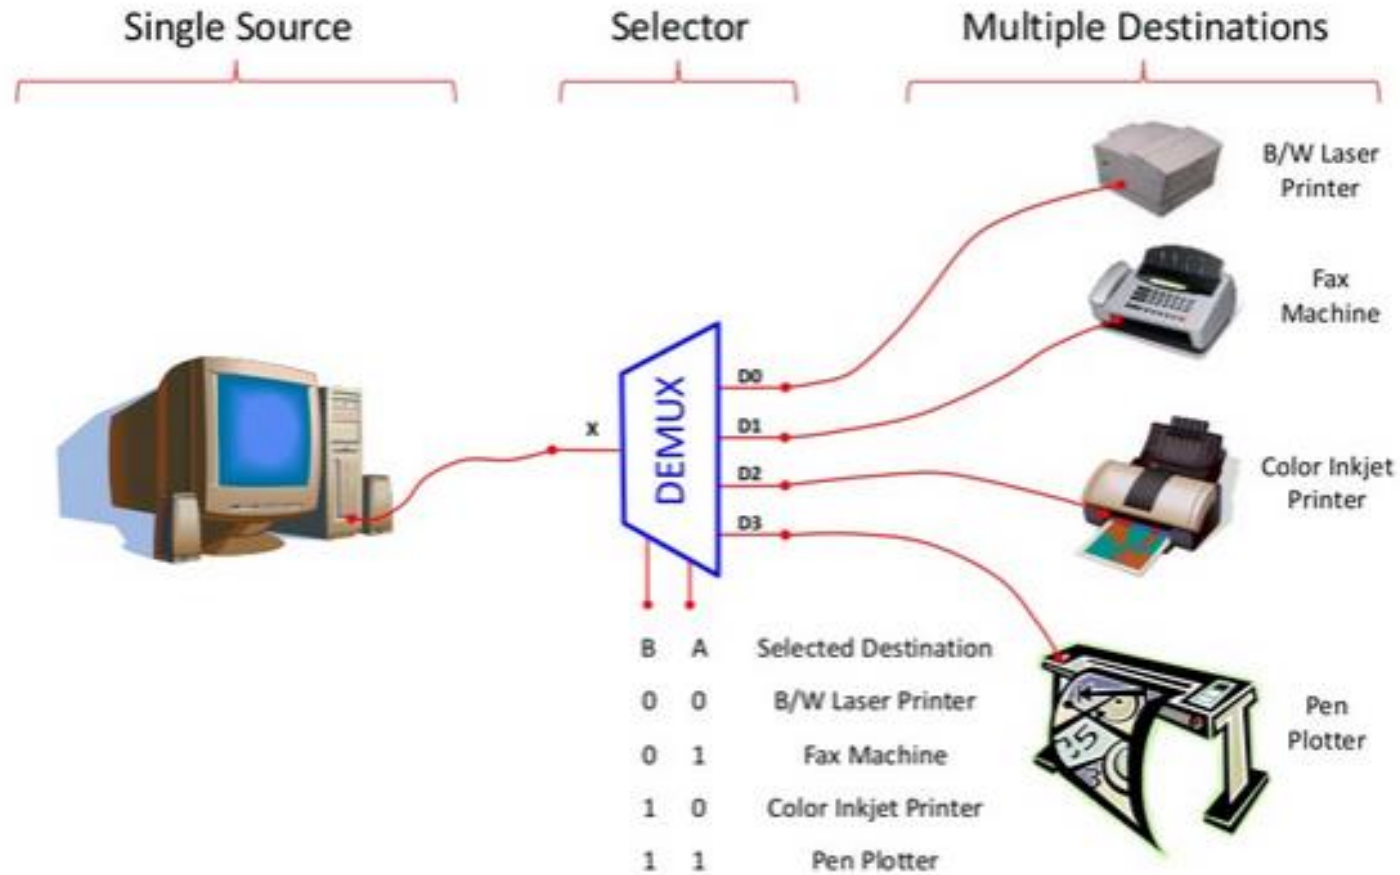 Single Source
Selector
Multiple Destinations
B/W Laser
Printer
Fax
Machine
Color Inkjet
Printer
Pen
Plotter
X
DEMUX
D0
D1
D2
D3
B A Selected Destination
0 0 B/W Laser Printer
0 1 Fax Machine
1 0 Color Inkjet Printer
1 1 Pen Plotter